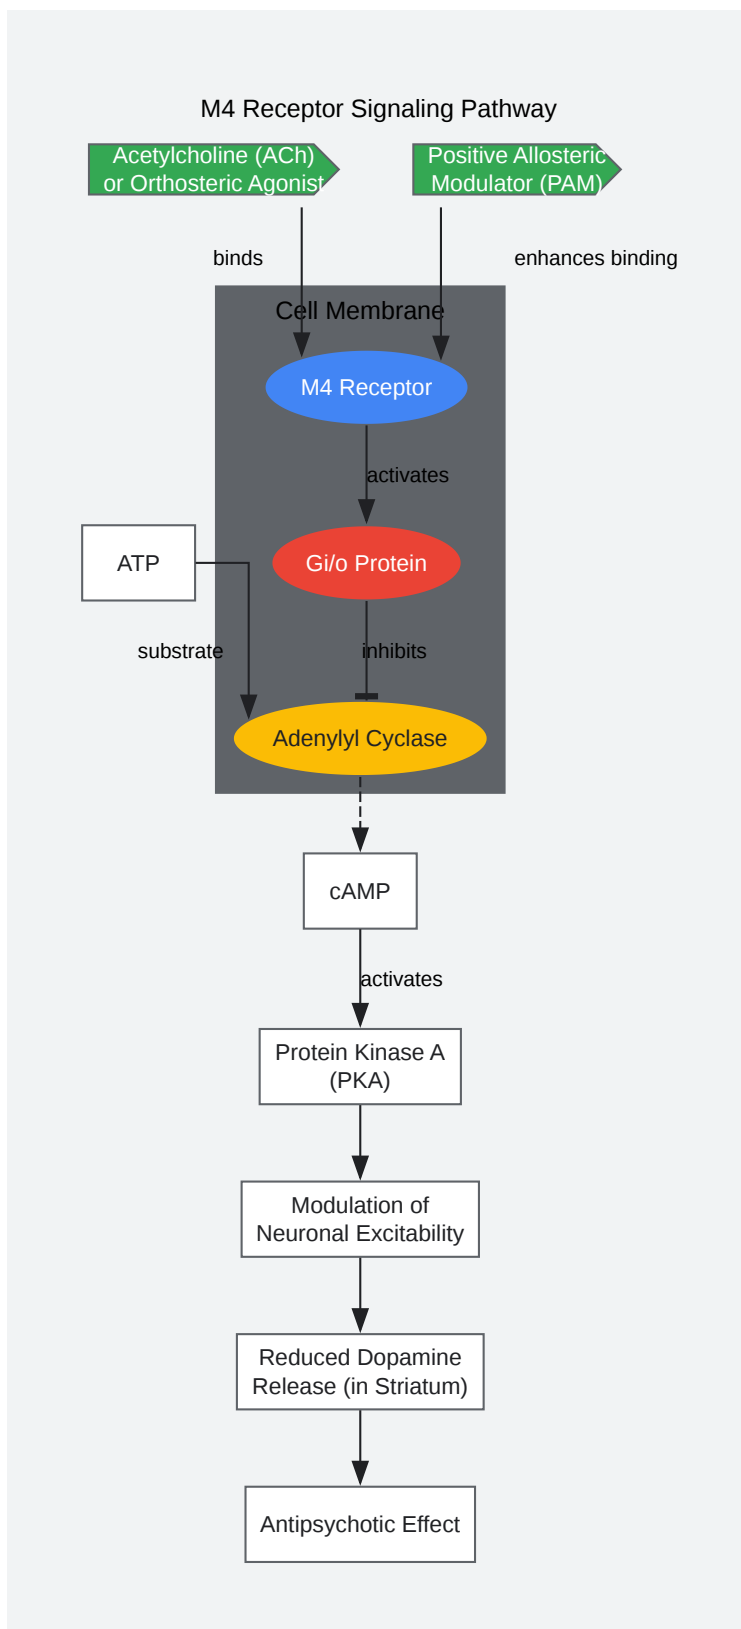 M4 Receptor Signaling Pathway
Acetylcholine (ACh)
or Orthosteric Agonist
Positive Allosteric
Modulator (PAM)
binds
enhances binding
Cell Membrane
M4 Receptor
activates
ATP
Gi/o Protein
substrate
inhibits
Adenylyl Cyclase
cAMP
activates
Protein Kinase A
(PKA)
Modulation of
Neuronal Excitability
Reduced Dopamine
Release (in Striatum)
Antipsychotic Effect